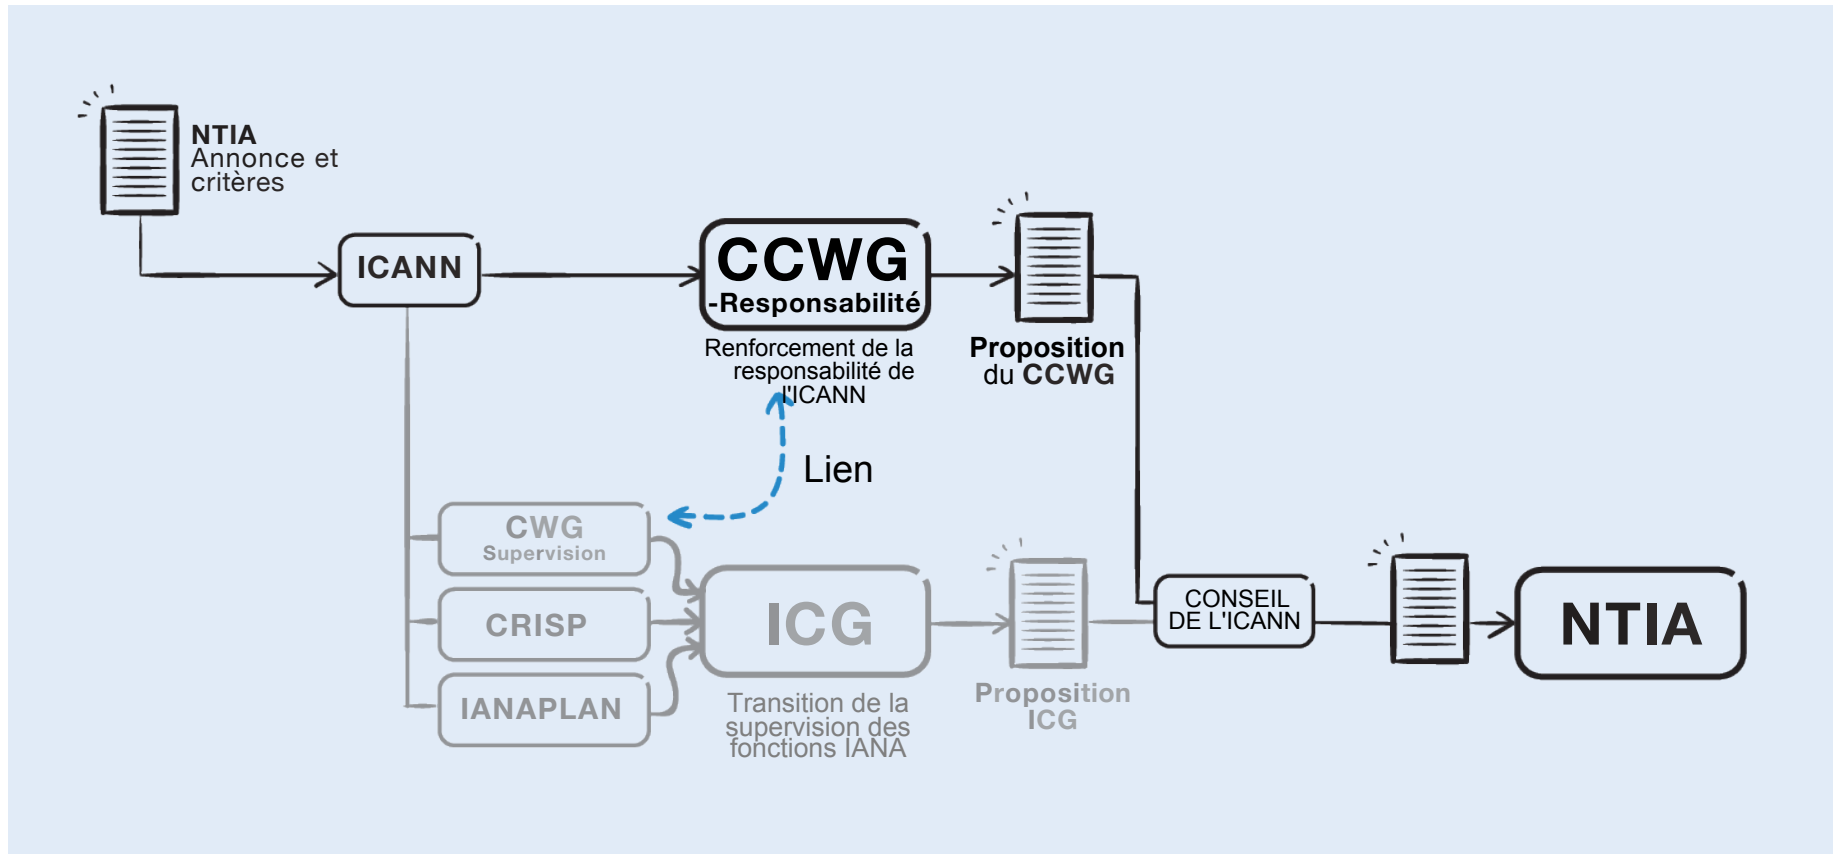 NTIA
Annonce et
critères
ICANN
CCWG
-Responsabilité
Renforcement de la
responsabilité de
l'ICANN
Proposition
du CCWG
Lien
CWG
Supervision
CRISP
IANAPLAN
ICG
Transition de la
supervision des
fonctions IANA
Proposition
ICG
CONSEIL
DE L'ICANN
NTIA